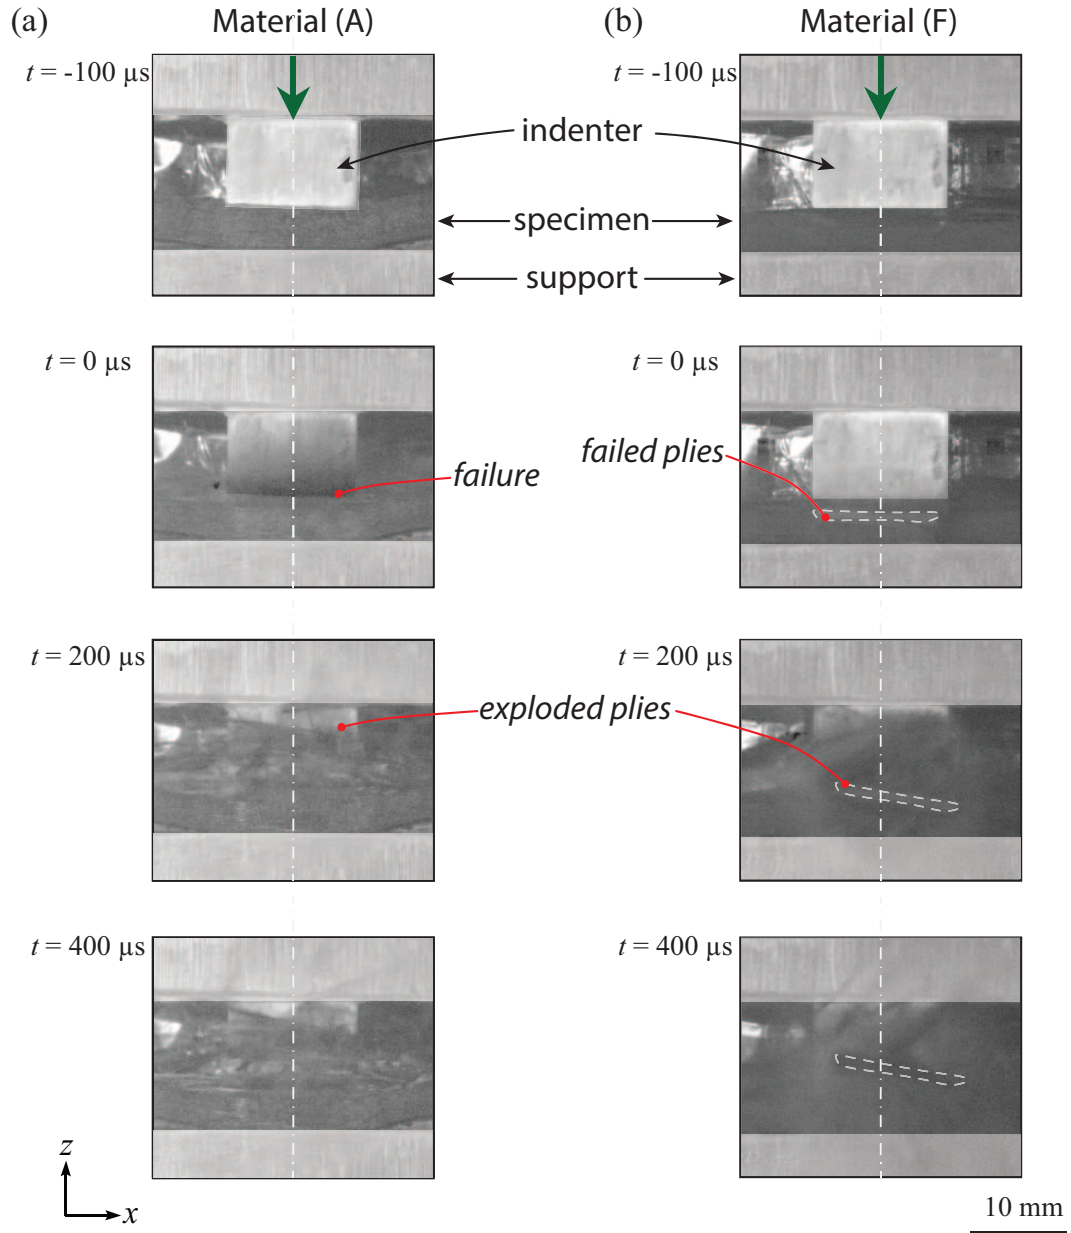 (a)
Material (A)
(b)
Material (F)
t = -100 µs
t = -100 µs
indenter
specimen
support
t = 0 µs
t = 0 µs
failure
failed plies
t = 200 µs
t = 200 µs
exploded plies
t = 400 µs
t = 400 µs
z
x
10 mm